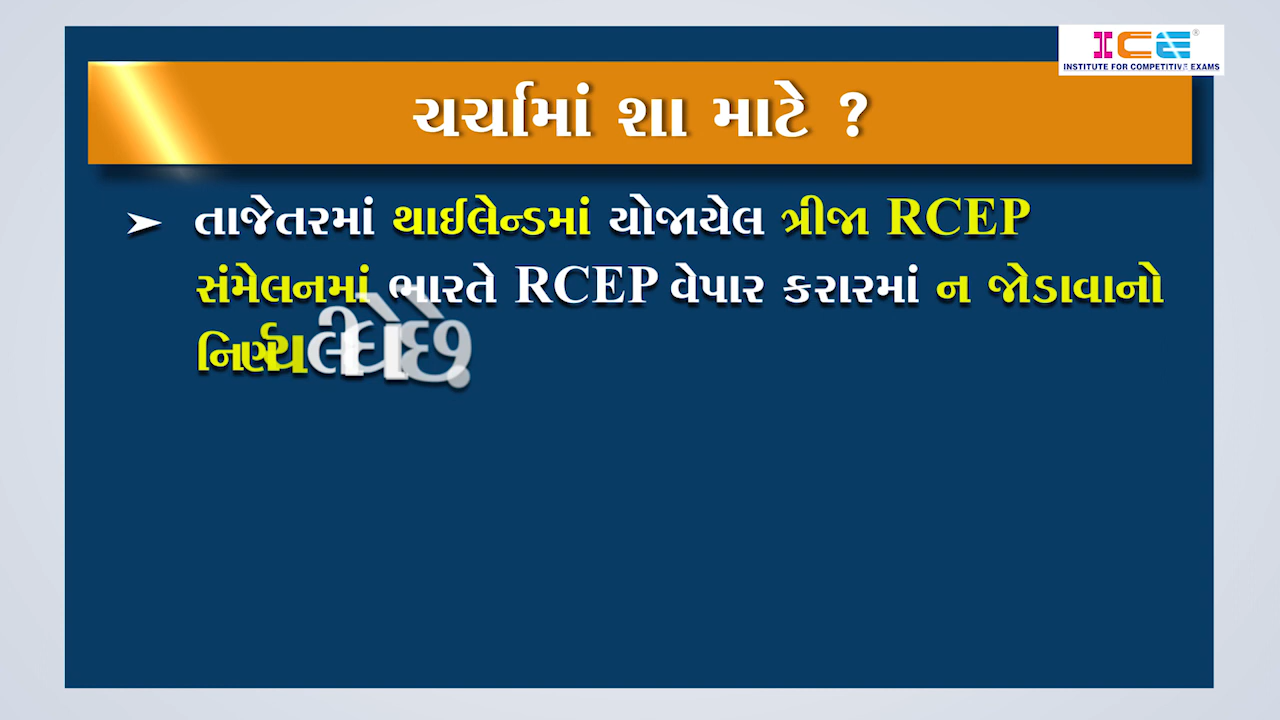 ICE®
INSTITUTE FOR COMPETITIVE EXAMS
ચર્ચામાં શા માટે ?
➢ તાજેતરમાં થાઈલેન્ડમાં યોજાયેલ ત્રીજા RCEP
સંમેલનમાં ભારતે RCEP વેપાર કરારમાં ન જોડાવાનો
નિર્ણય લીધો છે.